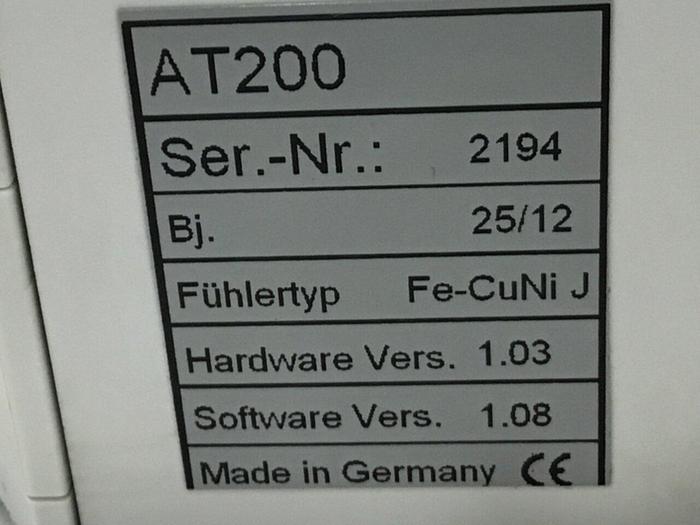 AT200
Ser.-Nr.: 2194
Bj. 25/12
Fühlertyp Fe-CuNi J
Hardware Vers. 1.03
Software Vers. 1.08
Made in Germany CE